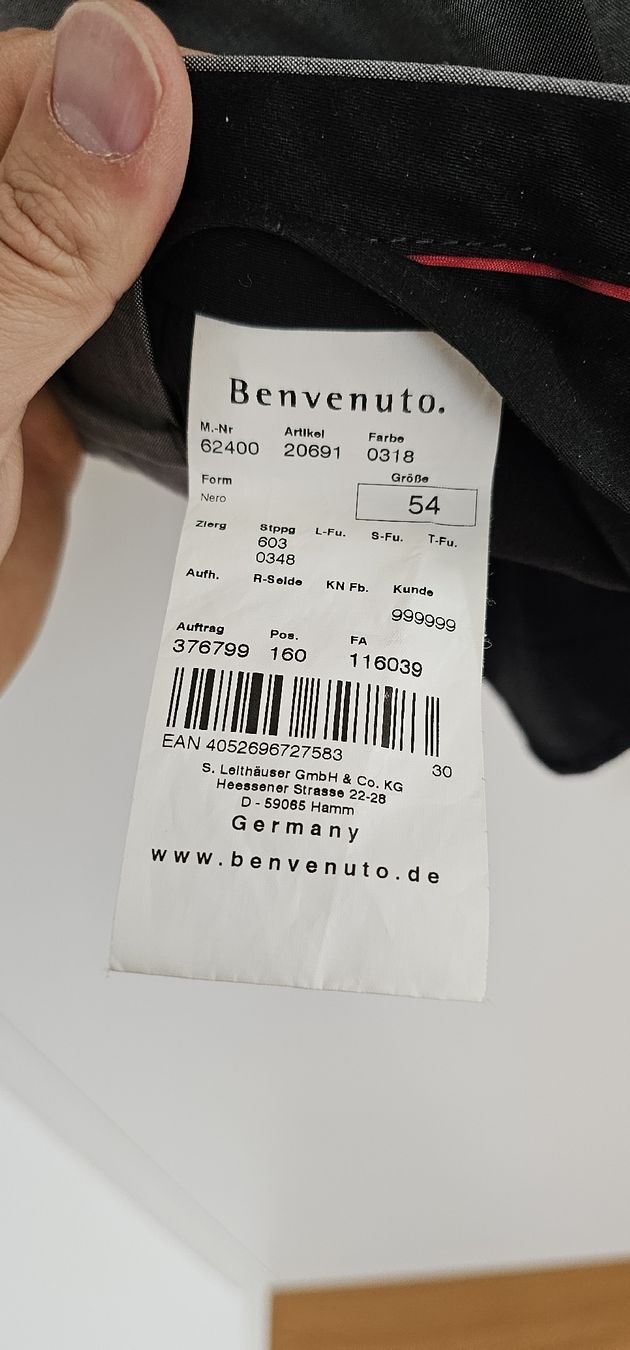 Benvenuto.
M.-Nr Artikel Farbe
62400 20691 0318
Form Größe
Nero 54
Zierg Stppg L-Fu. S-Fu. T-Fu.
603
0348
Aufh. R-Seide KN Fb. Kunde
999999
Auftrag Pos. FA
376799 160 116039
EAN 4052696727583 30
S. Leithäuser GmbH & Co. KG
Heessener Strasse 22-28
D - 59065 Hamm
Germany
www.benvenuto.de